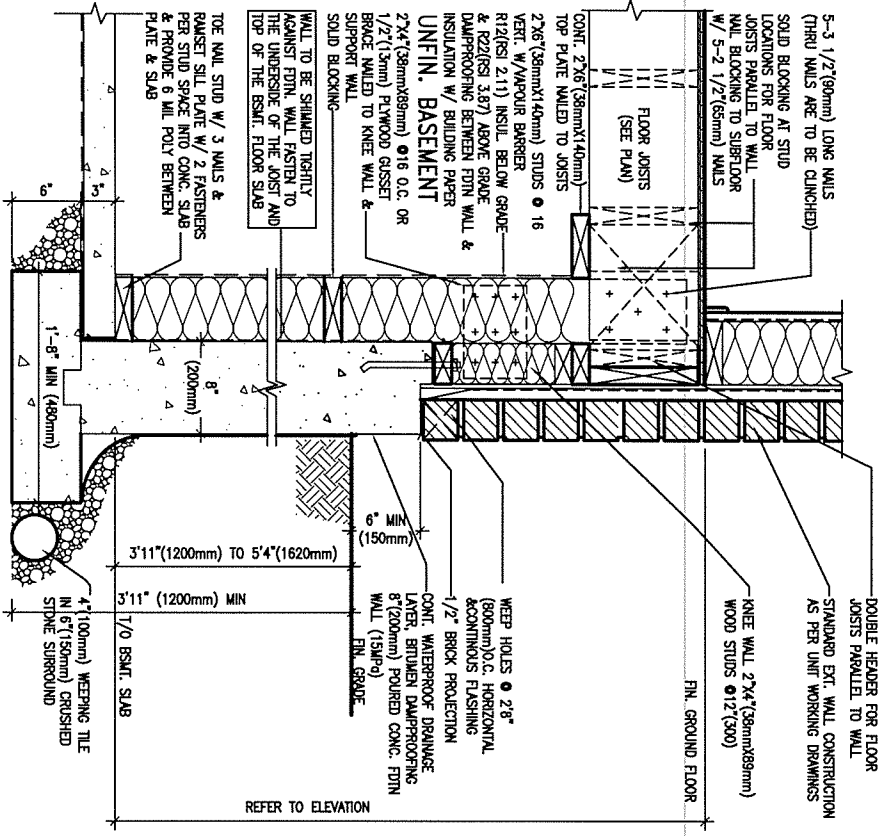 5-3 1/2"(90mm) LONG NAILS
(THRU NAILS ARE TO BE CLINCHED)
SOLID BLOCKING AT STUD
LOCATIONS FOR FLOOR
JOISTS PARALLEL TO WALL
NAIL BLOCKING TO SUBFLOOR
W/ 5-2 1/2"(65mm) NAILS
FLOOR JOISTS
(SEE PLAN)
CONT. 2"X6"(38mmX140mm)
TOP PLATE NAILED TO JOISTS
2"X6"(38mmX140mm) STUDS @ 16
VERT. W/VAPOUR BARRIER
R12(RSI 2.11) INSUL BELOW GRADE
& R22(RSI 3.87) ABOVE GRADE
DAMPPROOFING BETWEEN FDTN WALL &
INSULATION W/ BUILDING PAPER
UNFIN. BASEMENT
2"X4"(38mmX89mm) @16 O.C. OR
1/2"(13mm) PLYWOOD GUSSET
BRACE NAILED TO KNEE WALL &
SUPPORT WALL
SOLID BLOCKING
WALL TO BE SHIMMED TIGHTLY
AGAINST FDTN. WALL FASTEN TO
THE UNDERSIDE OF THE JOIST AND
TOP OF THE BSMT. FLOOR SLAB
TOE NAIL STUD W/ 3 NAILS &
RAMSET SILL PLATE W/ 2 FASTENERS
PER STUD SPACE INTO CONC. SLAB
& PROVIDE 6 MIL POLY BETWEEN
PLATE & SLAB
6"
3"
1'-8" MIN (480mm)
8"
(200mm)
DOUBLE HEADER FOR FLOOR
JOISTS PARALLEL TO WALL
STANDARD EXT. WALL CONSTRUCTION
AS PER UNIT WORKING DRAWINGS
FIN. GROUND FLOOR
KNEE WALL 2"X4"(38mmX89mm)
WOOD STUDS @12"(300)
WEEP HOLES @ 2'8"
(800mm)O.C. HORIZONTAL
&CONTINOUS FLASHING
1/2" BRICK PROJECTION
CONT. WATERPROOF DRAINAGE
LAYER, BITUMEN DAMPPROOFING
8"(200mm) POURED CONC. FDTN
WALL (15MPa)
6" MIN
(150mm)
FIN. GRADE
3'11"(1200mm) TO 5'4"(1620mm)
3'11" (1200mm) MIN
T/O BSMT. SLAB
4"(100mm) WEEPING TILE
IN 6"(150mm) CRUSHED
STONE SURROUND
REFER TO ELEVATION